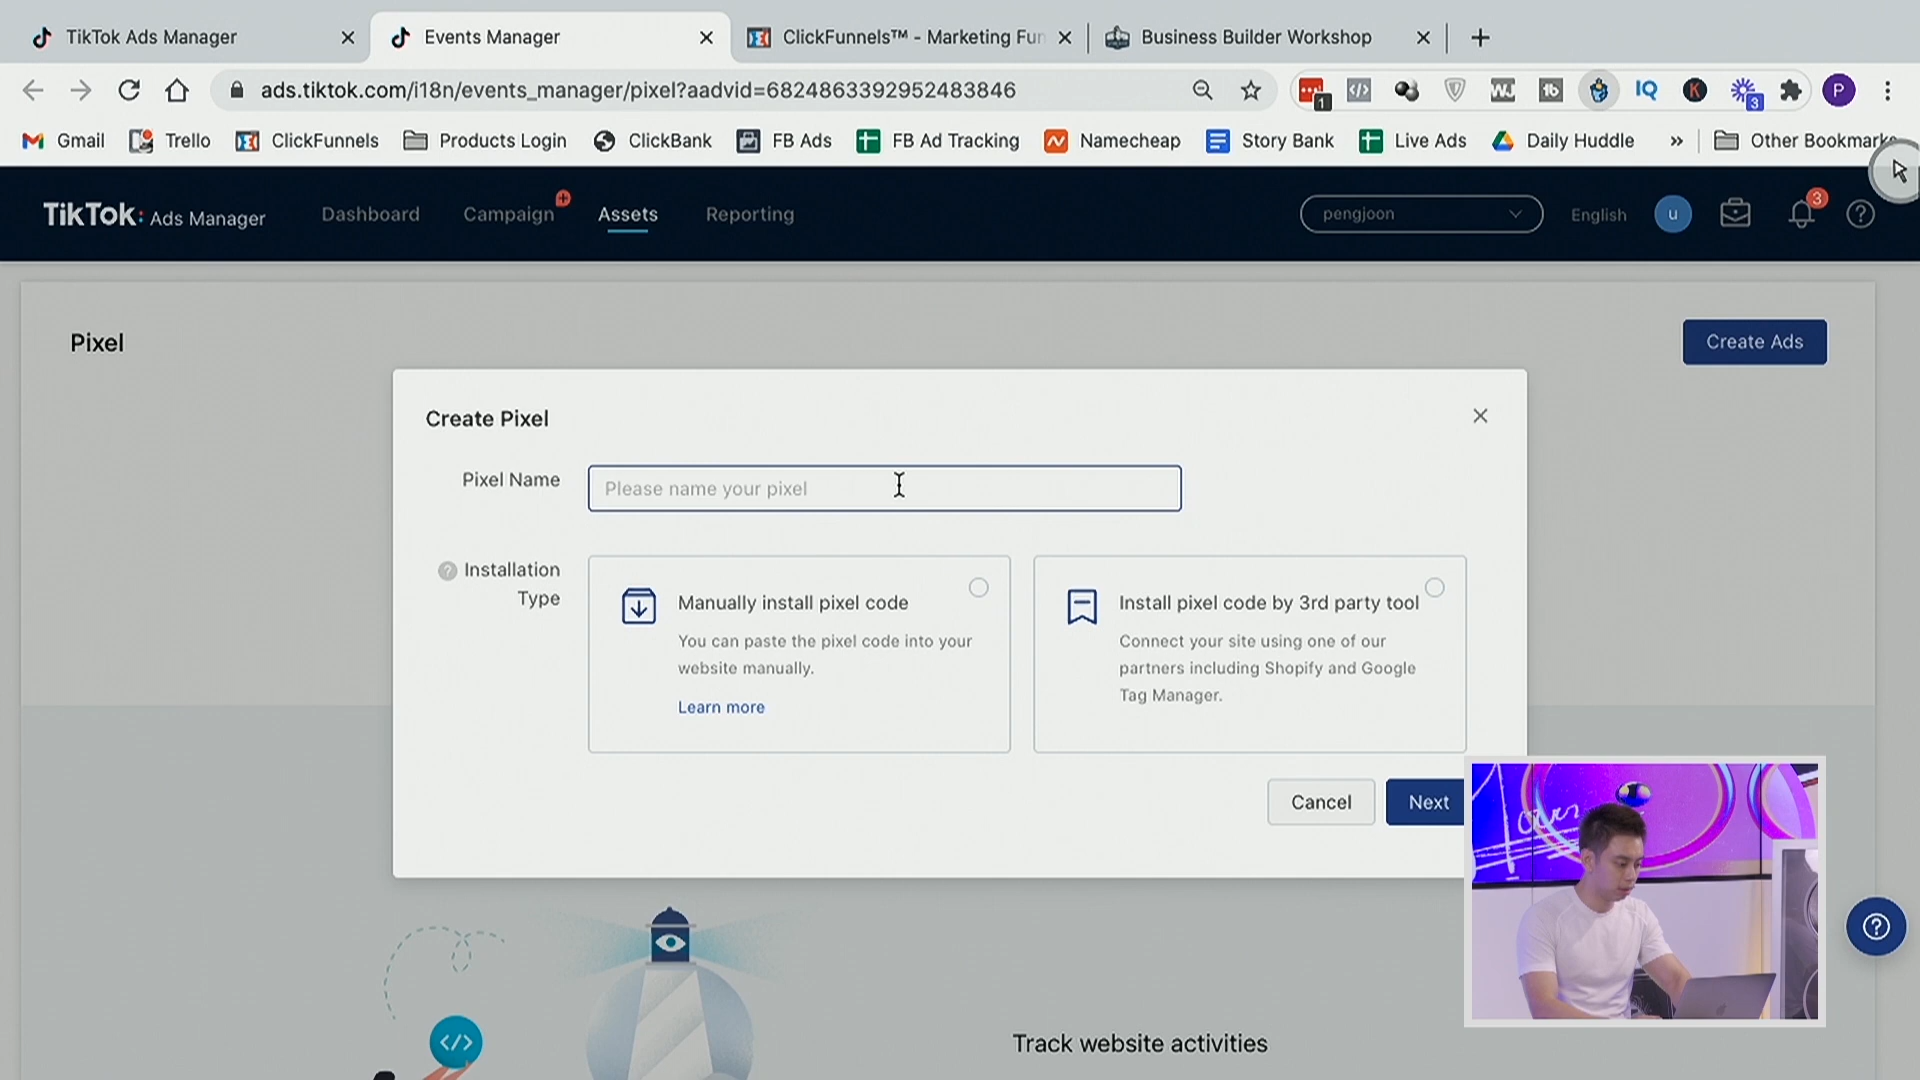 TikTok Ads Manager
Events Manager
ClickFunnels™ - Marketing Fun
Business Builder Workshop
ads.tiktok.com/i18n/events_manager/pixel?aadvid=6824863392952483846
1
IQ
K
3
P
Gmail
Trello
ClickFunnels
Products Login
ClickBank
FB Ads
FB Ad Tracking
Namecheap
Story Bank
Live Ads
Daily Huddle
»
Other Bookmarks
TikTok: Ads Manager
Dashboard
Campaign
Assets
Reporting
pengjoon
English
u
3
Pixel
Create Ads
Create Pixel
Pixel Name
Please name your pixel
Installation
Type
Manually install pixel code
You can paste the pixel code into your
website manually.
Learn more
Install pixel code by 3rd party tool
Connect your site using one of our
partners including Shopify and Google
Tag Manager.
Cancel
Next
Track website activities